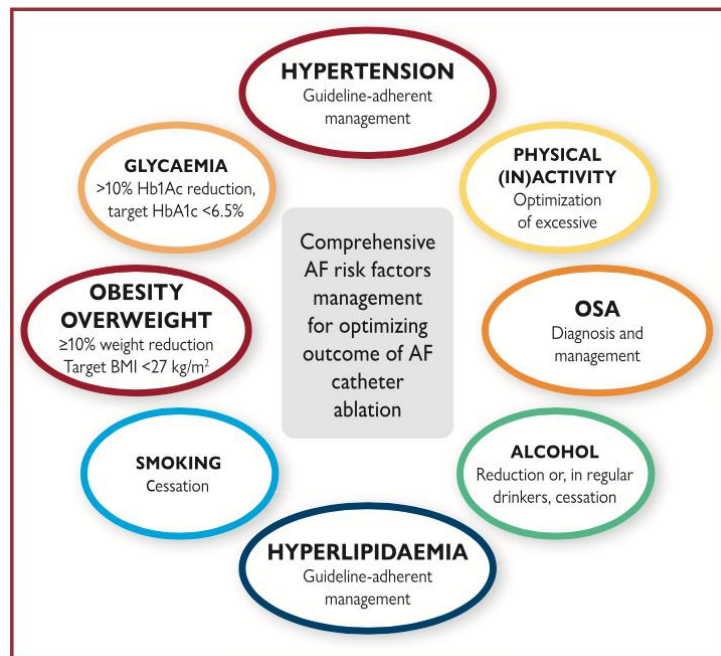 HYPERTENSION
Guideline-adherent
management
GLYCAEMIA
>10% Hb1Ac reduction,
target HbA1c <6.5%
PHYSICAL
(IN)ACTIVITY
Optimization
of excessive
Comprehensive
AF risk factors
management
for optimizing
outcome of AF
catheter
ablation
OBESITY
OVERWEIGHT
≥10% weight reduction
Target BMI <27 kg/m²
OSA
Diagnosis and
management
SMOKING
Cessation
ALCOHOL
Reduction or, in regular
drinkers, cessation
HYPERLIPIDAEMIA
Guideline-adherent
management